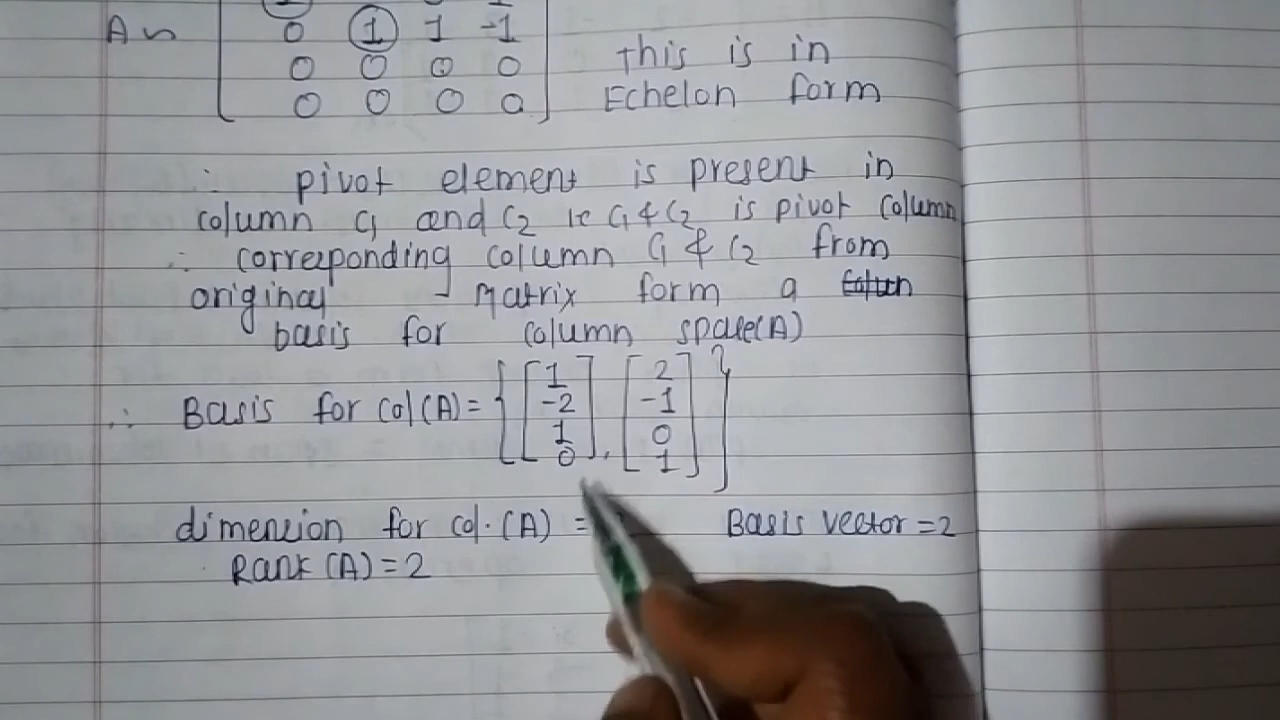 A ~ 0 1 1 -1
0 0 0 0 This is in
0 0 0 0 Echelon form
∴ pivot element is present in
column C1 and C2 ie C1 & C2 is pivot column
∴ correzponding column C1 & C2 from
original - Matrix form a
basis for column space(A)
∴ Basis for Col(A) = { [1 -2 1 0], [2 -1 0 1] }
dimension for Col.(A) = Basis vector = 2
Rank (A) = 2